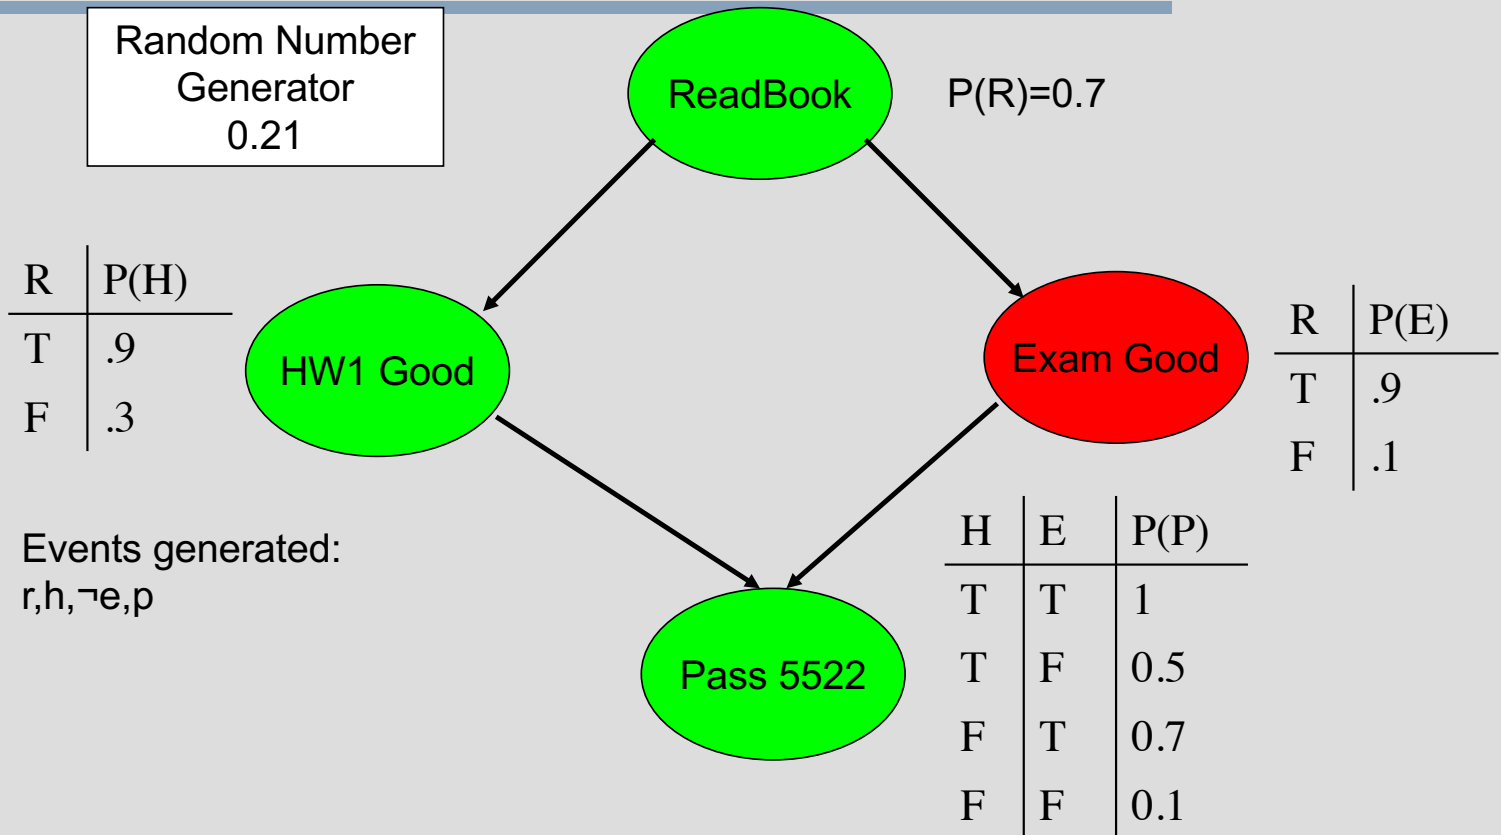 Random Number
Generator
0.21
ReadBook
P(R)=0.7
R P(H)
T .9
F .3
HW1 Good
Exam Good
R P(E)
T .9
F .1
Events generated:
r,h,¬e,p
Pass 5522
H E P(P)
T T 1
T F 0.5
F T 0.7
F F 0.1